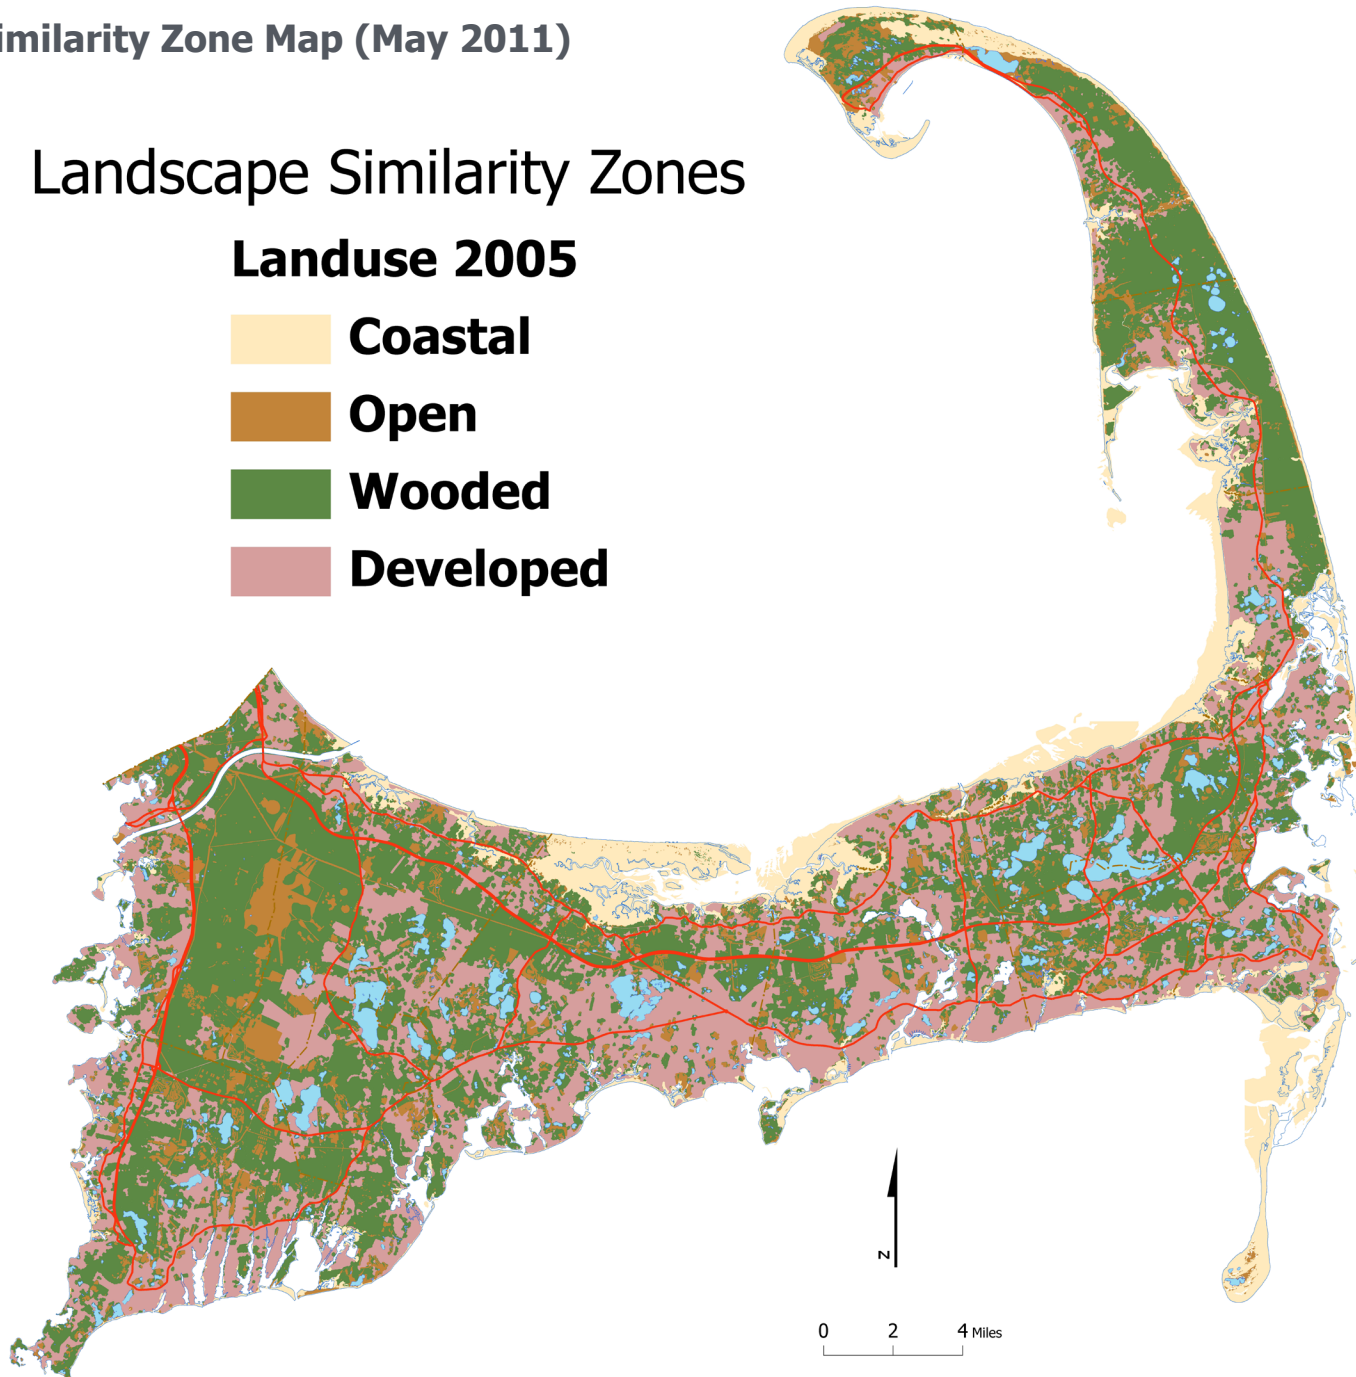 imilarity Zone Map (May 2011)
Landscape Similarity Zones
Landuse 2005
Coastal
Open
Wooded
Developed
N
0 2 4 Miles